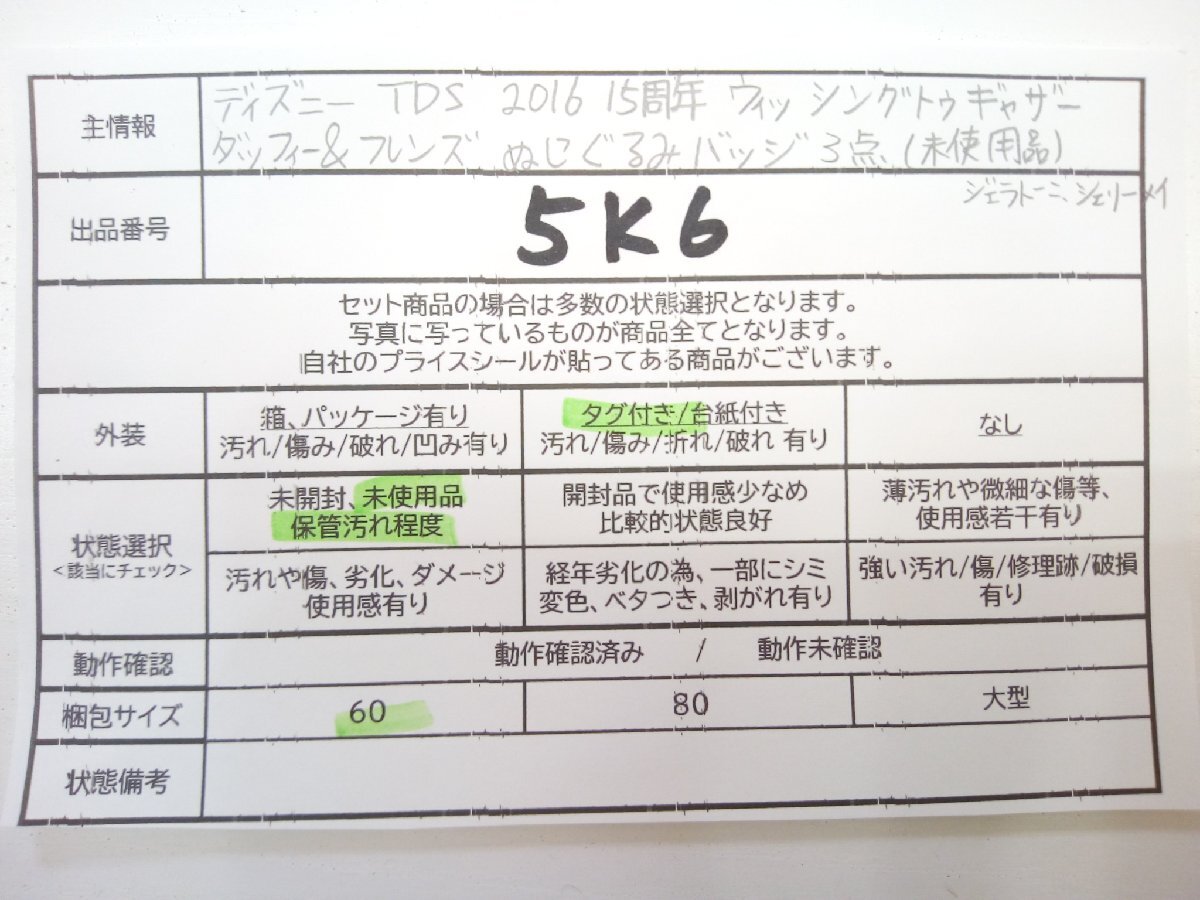 主情報
ディズニー TDS 2016 15周年 ウィッシングトゥギャザー
ダッフィー&フレンズ ぬいぐるみバッジ3点、(未使用品)
ジェラトーニ、シェリーメイ
出品番号
5K6
セット商品の場合は多数の状態選択となります。
写真に写っているものが商品全てとなります。
自社のプライスシールが貼ってある商品がございます。
外装
箱、パッケージ有り
汚れ/傷み/破れ/凹み有り
タグ付き/台紙付き
汚れ/傷み/折れ/破れ 有り
なし
状態選択
<該当にチェック>
未開封、未使用品
保管汚れ程度
開封品で使用感少なめ
比較的状態良好
薄汚れや微細な傷等、
使用感若干有り
汚れや傷、劣化、ダメージ
使用感有り
経年劣化の為、一部にシミ
変色、ベタつき、剥がれ有り
強い汚れ/傷/修理跡/破損
有り
動作確認
動作確認済み / 動作未確認
梱包サイズ
60
80
大型
状態備考